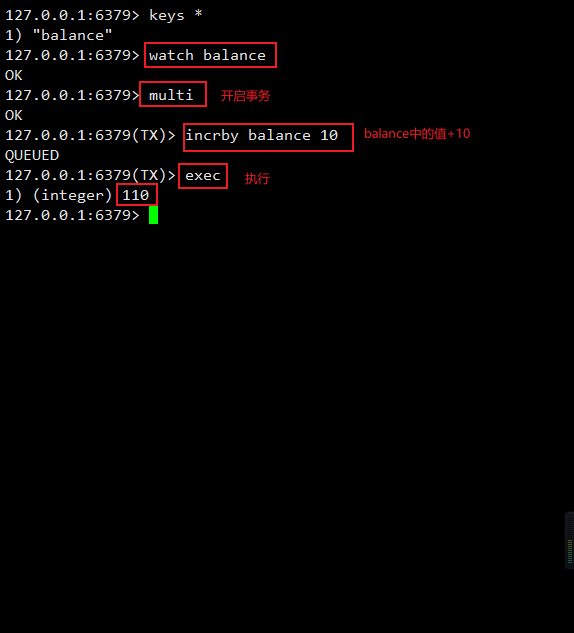 127.0.0.1:6379> keys *
1) "balance"
127.0.0.1:6379> watch balance
OK
127.0.0.1:6379> multi 开启事务
OK
127.0.0.1:6379(TX)> incrby balance 10 balance中的值+10
QUEUED
127.0.0.1:6379(TX)> exec 执行
1) (integer) 110
127.0.0.1:6379>